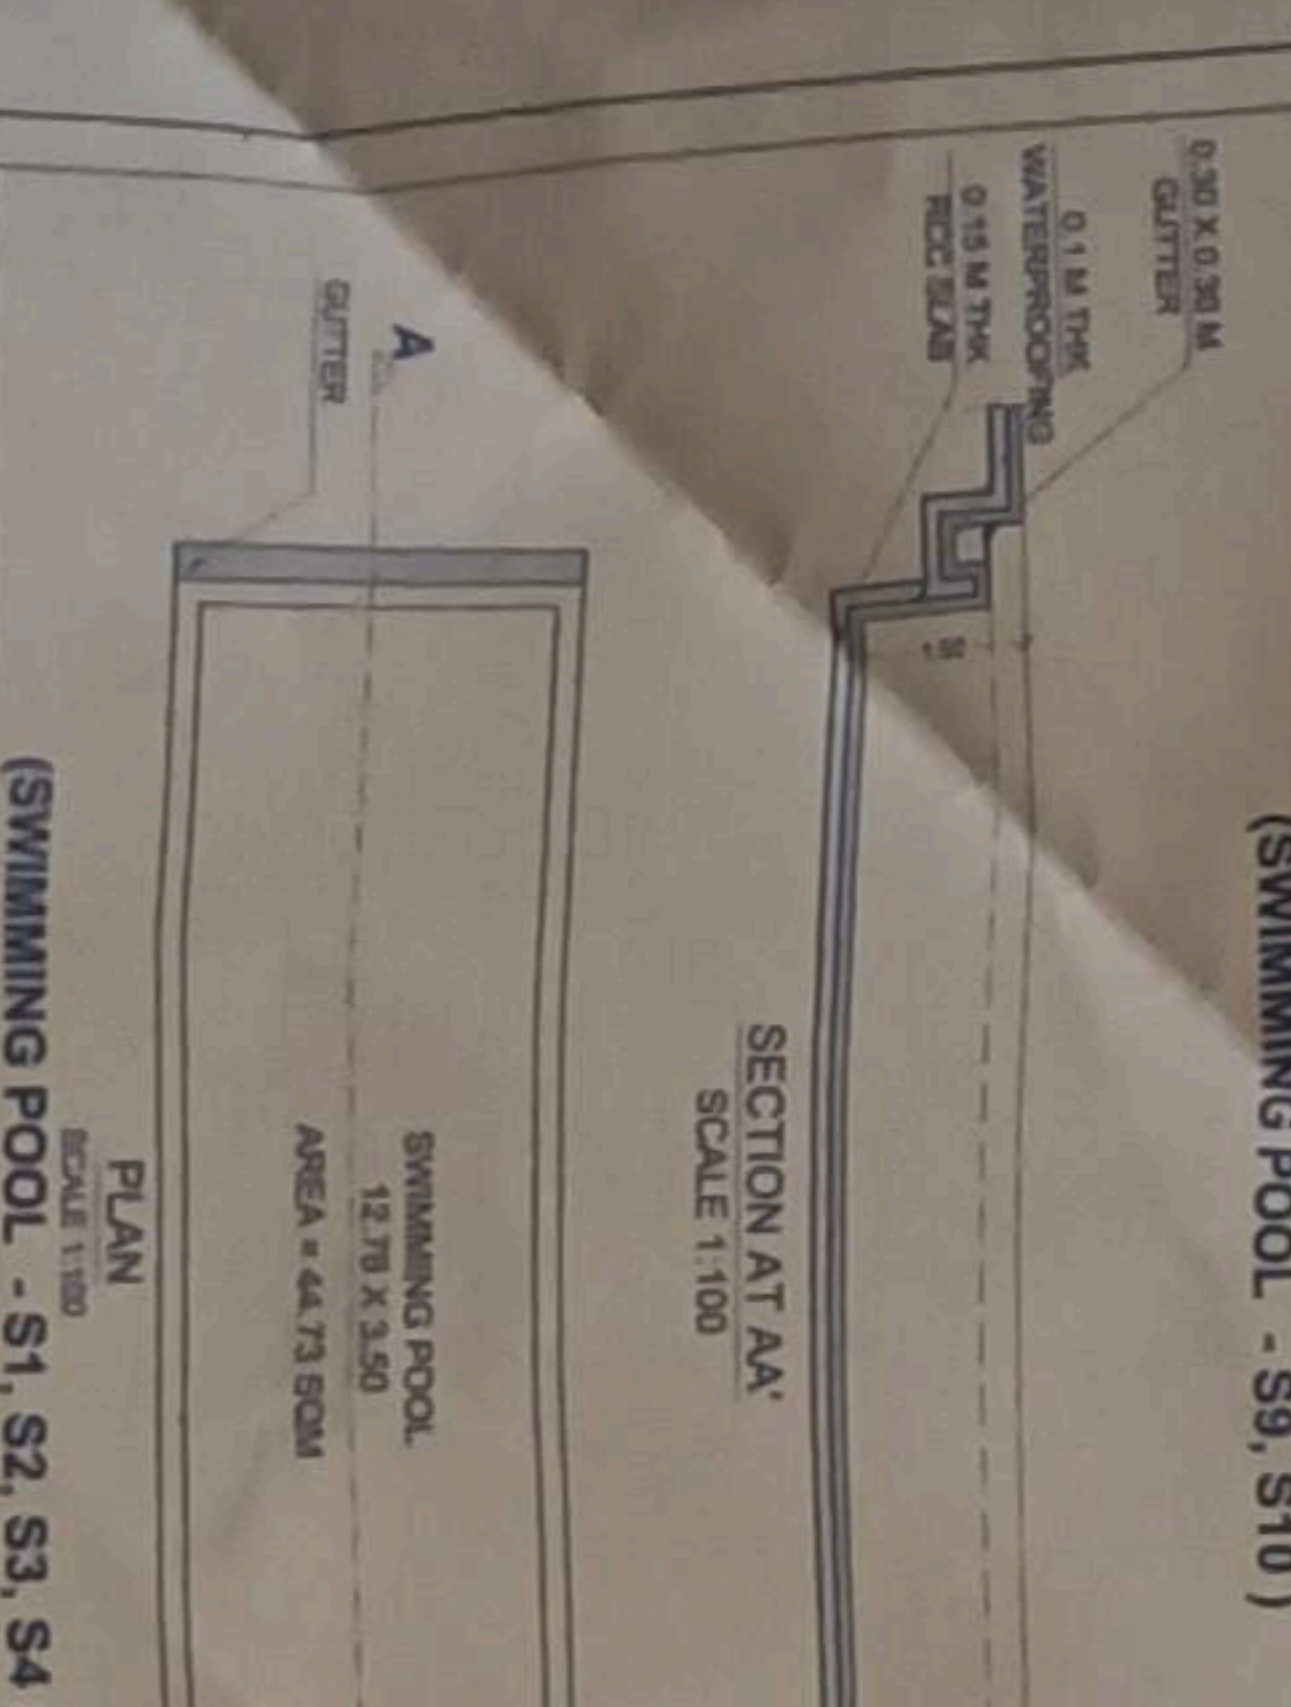 (SWIMMING POOL - S9, S10 )
0.30 X 0.30 M
GUTTER
0.1 M THK
WATERPROOFING
0.15 M THK
RCC SLAB
1.50
SECTION AT AA'
SCALE 1:100
A
GUTTER
SWIMMING POOL
12.78 X 3.50
AREA = 44.73 SQM
PLAN
SCALE 1:100
(SWIMMING POOL - S1, S2, S3, S4